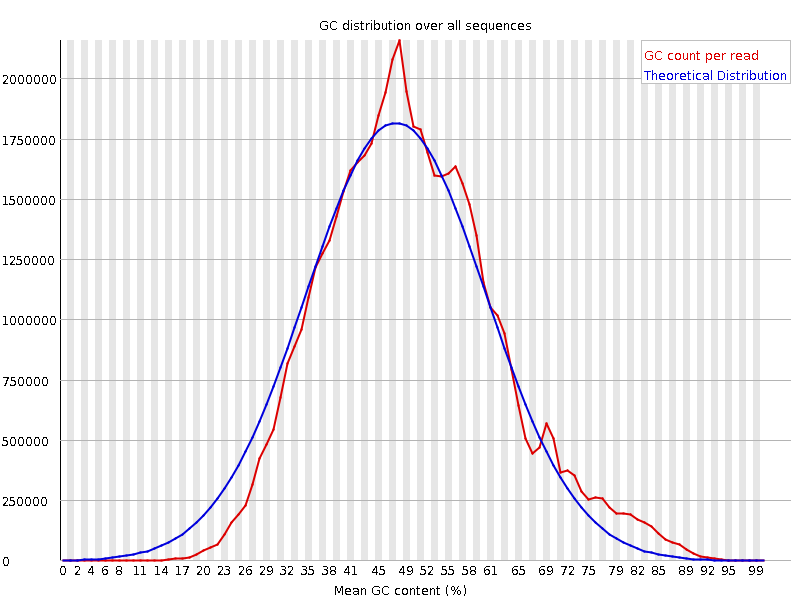 GC distribution over all sequences
GC count per read
Theoretical Distribution
2000000
1750000
1500000
1250000
1000000
750000
500000
250000
0
0 2 4 6 8 11 14 17 20 23 26 29 32 35 38 41 45 49 52 55 58 61 65 69 72 75 79 82 85 89 92 95 99
Mean GC content (%)